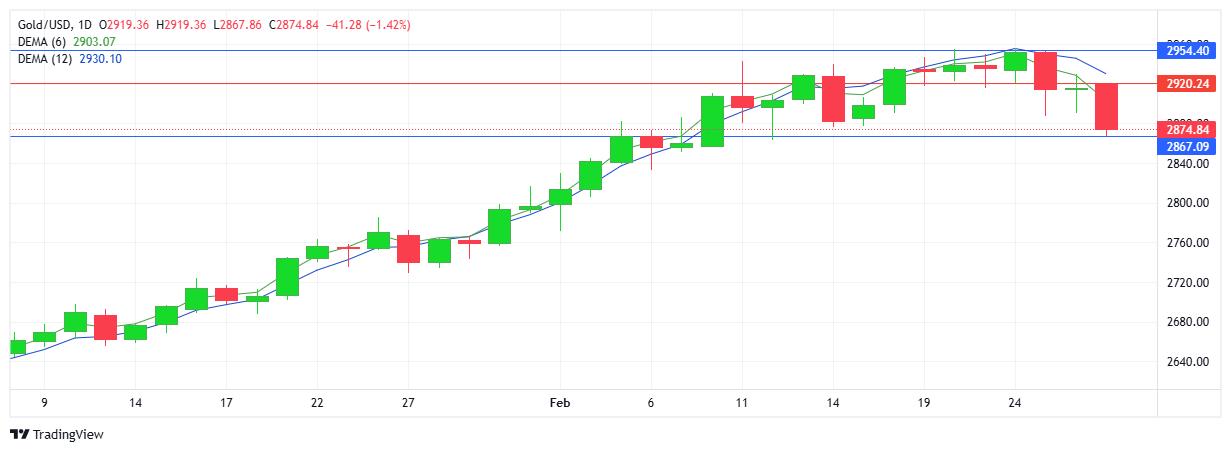 Gold/USD, 1D O2919.36 H2919.36 L2867.86 C2874.84 −41.28 (−1.42%)
DEMA (6) 2903.07
DEMA (12) 2930.10
2954.40
2920.24
2874.84
2867.09
2840.00
2800.00
2760.00
2720.00
2680.00
2640.00
9 14 17 22 27 Feb 6 11 14 19 24
TradingView